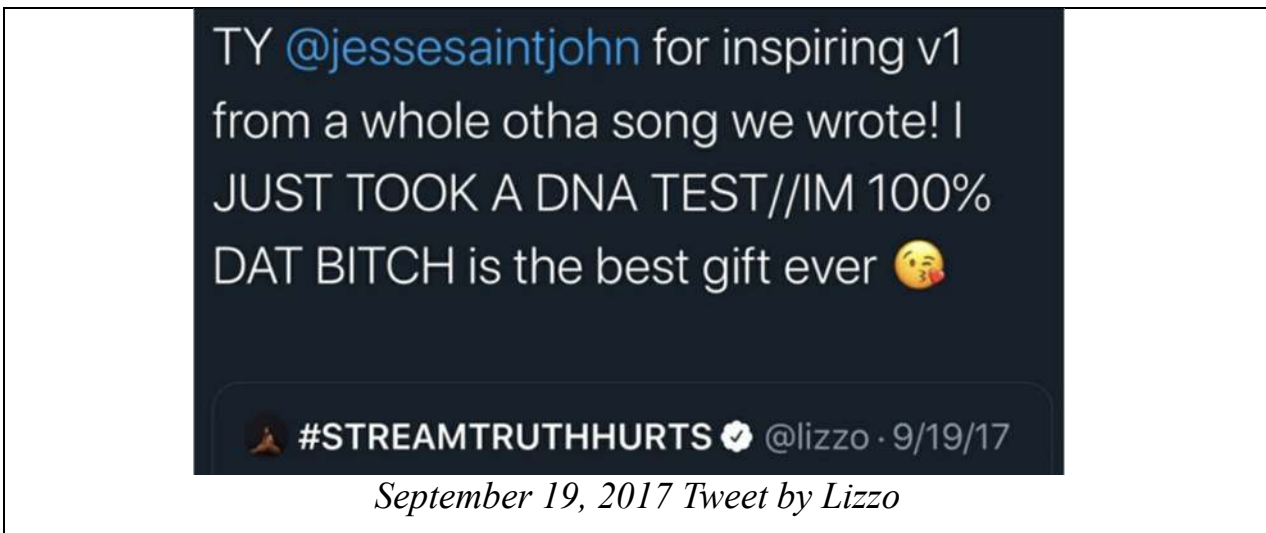 TY @jessesaintjohn for inspiring v1
from a whole otha song we wrote! I
JUST TOOK A DNA TEST//IM 100%
DAT BITCH is the best gift ever 😘
#STREAMTRUTHHURTS @lizzo · 9/19/17
September 19, 2017 Tweet by Lizzo